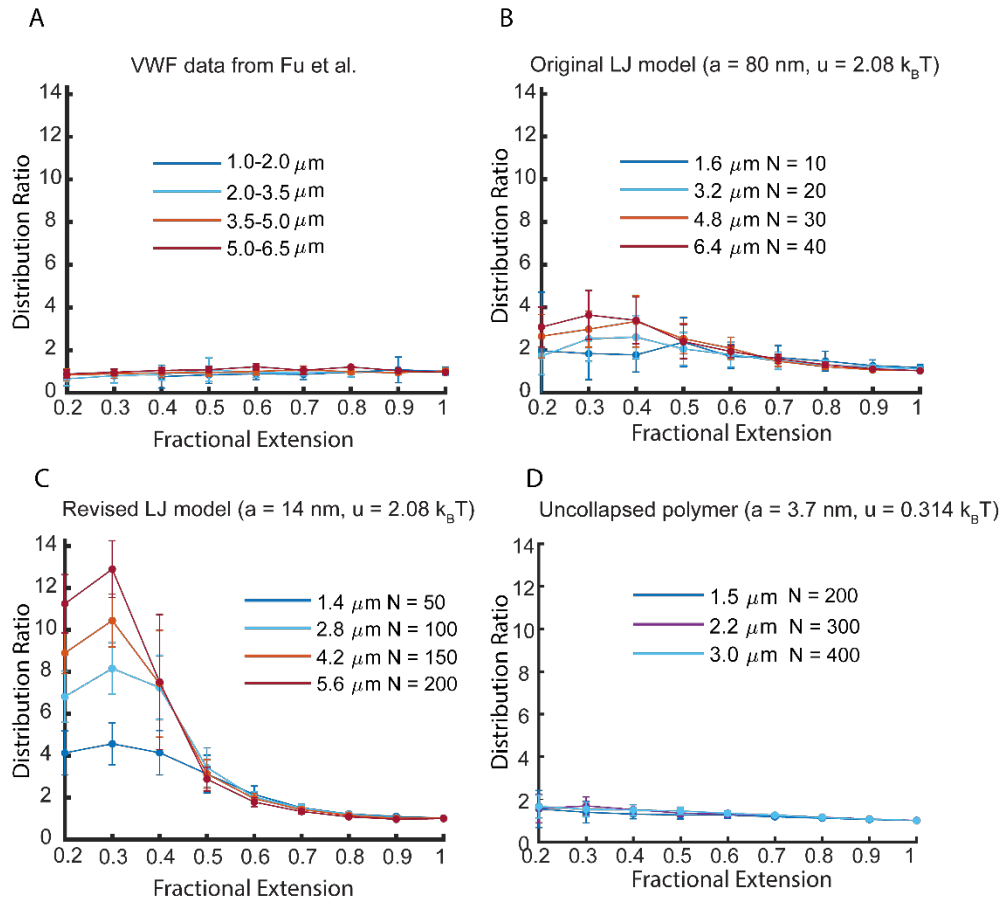 A
VWF data from Fu et al.
Distribution Ratio
14
12
10
8
6
4
2
0
1.0-2.0 μm
2.0-3.5 μm
3.5-5.0 μm
5.0-6.5 μm
0.2 0.3 0.4 0.5 0.6 0.7 0.8 0.9 1
Fractional Extension
B
Original LJ model (a = 80 nm, u = 2.08 kBT)
Distribution Ratio
14
12
10
8
6
4
2
0
1.6 μm N = 10
3.2 μm N = 20
4.8 μm N = 30
6.4 μm N = 40
0.2 0.3 0.4 0.5 0.6 0.7 0.8 0.9 1
Fractional Extension
C
Revised LJ model (a = 14 nm, u = 2.08 kBT)
Distribution Ratio
14
12
10
8
6
4
2
0
1.4 μm N = 50
2.8 μm N = 100
4.2 μm N = 150
5.6 μm N = 200
0.2 0.3 0.4 0.5 0.6 0.7 0.8 0.9 1
Fractional Extension
D
Uncollapsed polymer (a = 3.7 nm, u = 0.314 kBT)
Distribution Ratio
14
12
10
8
6
4
2
0
1.5 μm N = 200
2.2 μm N = 300
3.0 μm N = 400
0.2 0.3 0.4 0.5 0.6 0.7 0.8 0.9 1
Fractional Extension